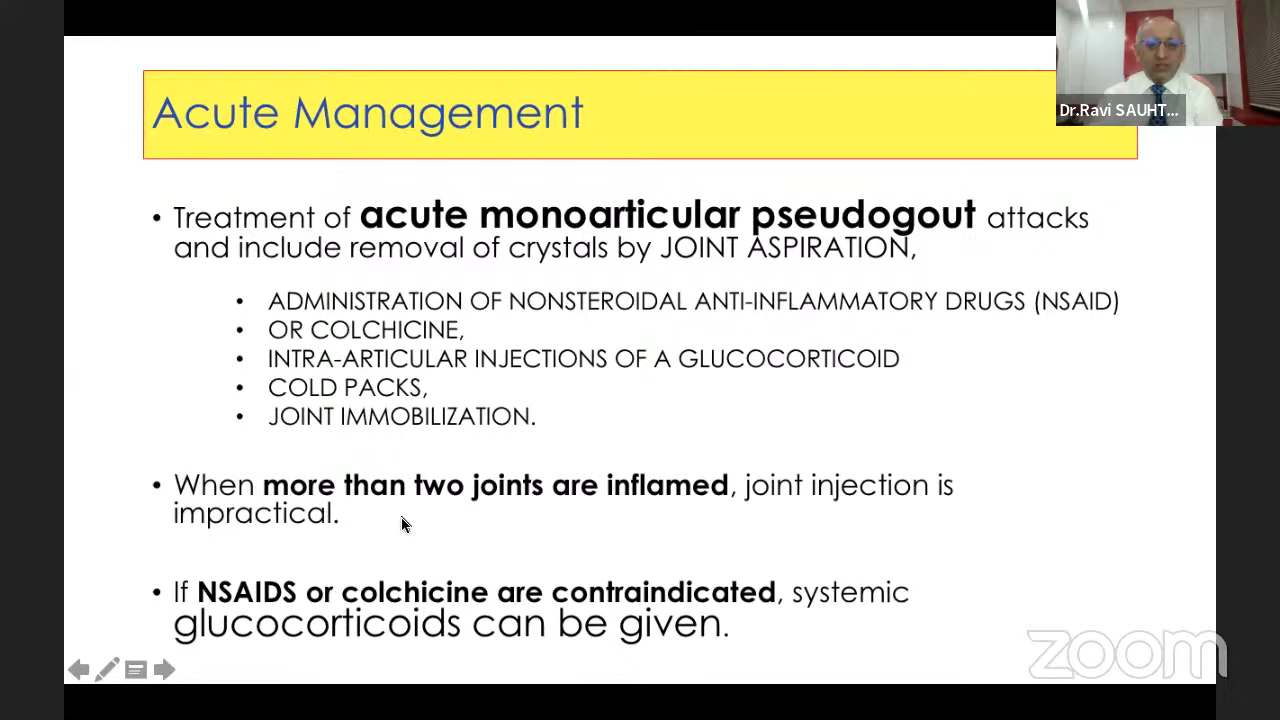 Acute Management
Dr.Ravi SAUHT...
• Treatment of acute monoarticular pseudogout attacks
and include removal of crystals by JOINT ASPIRATION,
• ADMINISTRATION OF NONSTEROIDAL ANTI-INFLAMMATORY DRUGS (NSAID)
• OR COLCHICINE,
• INTRA-ARTICULAR INJECTIONS OF A GLUCOCORTICOID
• COLD PACKS,
• JOINT IMMOBILIZATION.
• When more than two joints are inflamed, joint injection is
impractical.
• If NSAIDS or colchicine are contraindicated, systemic
glucocorticoids can be given.
zoom